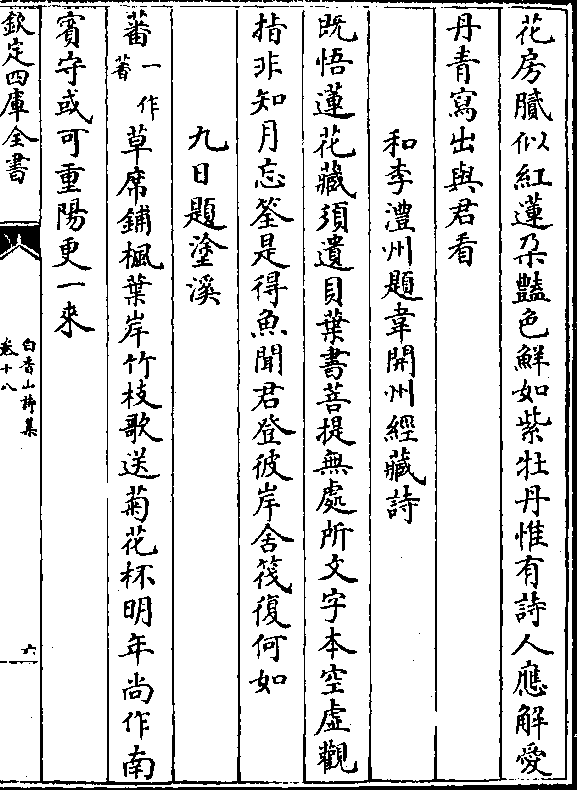 花房膩似紅蓮朶豔色鮮如紫牡丹惟有詩人應解愛
丹青寫出與君看
和李澧州題韋開州經藏詩
既悟蓮花藏須遺貝葉書菩提無處所文字本空虛觀
指非知月忘筌是得魚聞君登彼岸舍筏復何如
九日題塗溪
蕃一作蕃草席鋪楓葉岸竹枝歌送菊花杯明年尚作南
賓守或可重陽更一來
欽定四庫全書
白香山詩集
卷十八
六